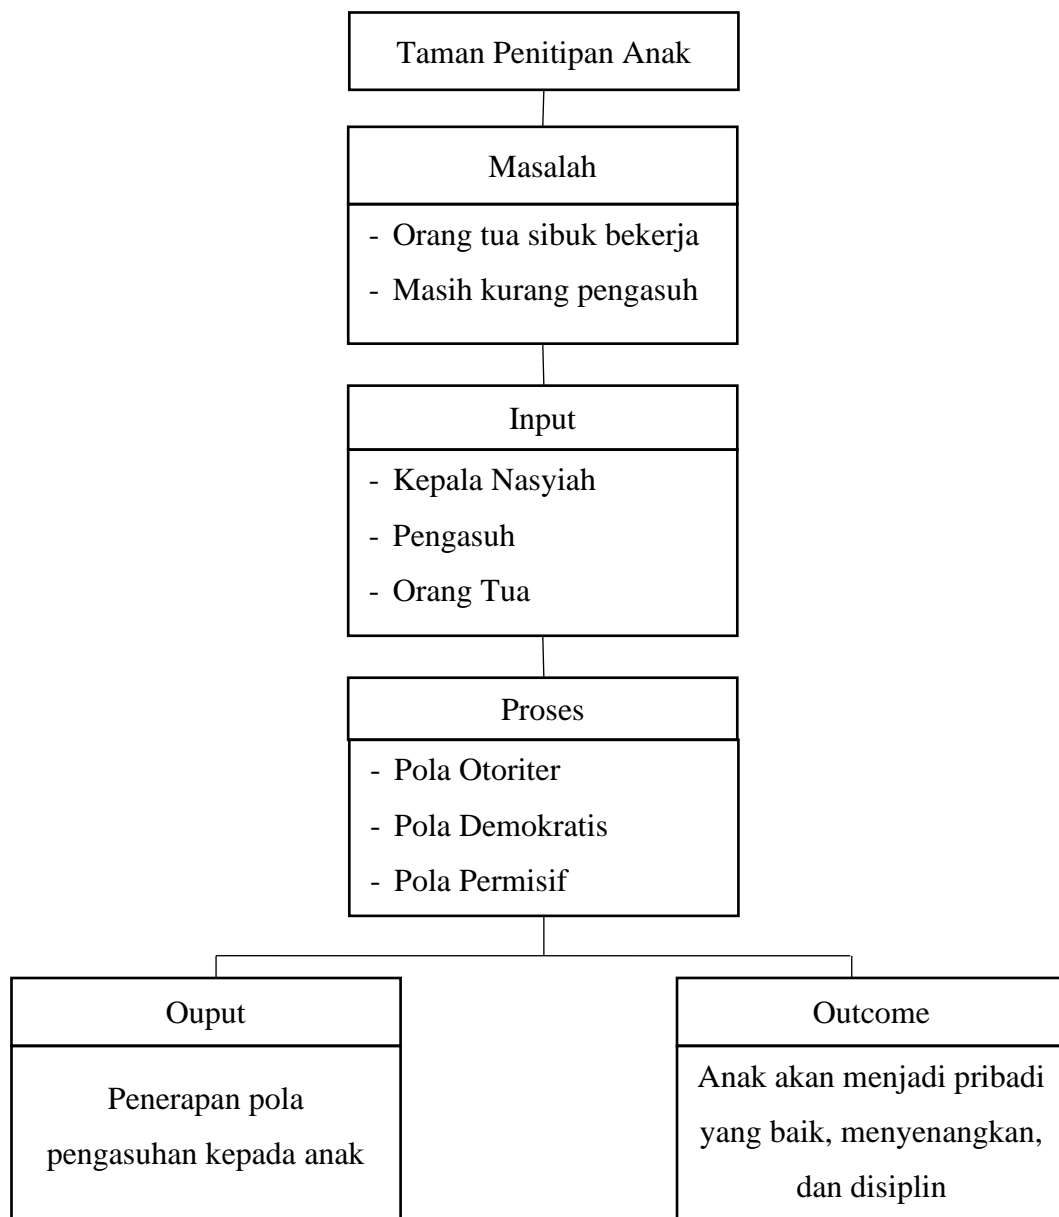 Taman Penitipan Anak
Masalah
- Orang tua sibuk bekerja
- Masih kurang pengasuh
Input
- Kepala Nasyiah
- Pengasuh
- Orang Tua
Proses
- Pola Otoriter
- Pola Demokratis
- Pola Permisif
Ouput
Penerapan pola
pengasuhan kepada anak
Outcome
Anak akan menjadi pribadi
yang baik, menyenangkan,
dan disiplin